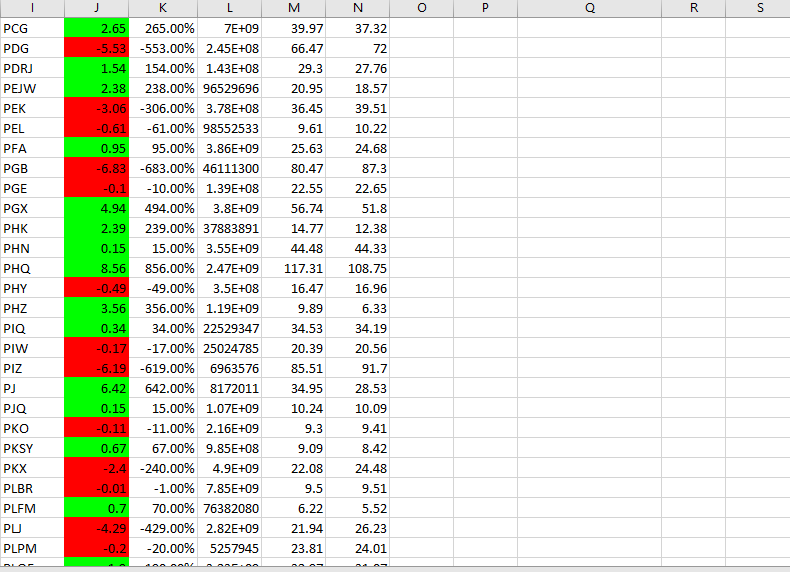 I J K L M N O P Q R S
PCG 2.65 265.00% 7E+09 39.97 37.32
PDG -5.53 -553.00% 2.45E+08 66.47 72
PDRJ 1.54 154.00% 1.43E+08 29.3 27.76
PEJW 2.38 238.00% 96529696 20.95 18.57
PEK -3.06 -306.00% 3.78E+08 36.45 39.51
PEL -0.61 -61.00% 98552533 9.61 10.22
PFA 0.95 95.00% 3.86E+09 25.63 24.68
PGB -6.83 -683.00% 46111300 80.47 87.3
PGE -0.1 -10.00% 1.39E+08 22.55 22.65
PGX 4.94 494.00% 3.8E+09 56.74 51.8
PHK 2.39 239.00% 37883891 14.77 12.38
PHN 0.15 15.00% 3.55E+09 44.48 44.33
PHQ 8.56 856.00% 2.47E+09 117.31 108.75
PHY -0.49 -49.00% 3.5E+08 16.47 16.96
PHZ 3.56 356.00% 1.19E+09 9.89 6.33
PIQ 0.34 34.00% 22529347 34.53 34.19
PIW -0.17 -17.00% 25024785 20.39 20.56
PIZ -6.19 -619.00% 6963576 85.51 91.7
PJ 6.42 642.00% 8172011 34.95 28.53
PJQ 0.15 15.00% 1.07E+09 10.24 10.09
PKO -0.11 -11.00% 2.16E+09 9.3 9.41
PKSY 0.67 67.00% 9.85E+08 9.09 8.42
PKX -2.4 -240.00% 4.9E+09 22.08 24.48
PLBR -0.01 -1.00% 7.85E+09 9.5 9.51
PLFM 0.7 70.00% 76382080 6.22 5.52
PLJ -4.29 -429.00% 2.82E+09 21.94 26.23
PLPM -0.2 -20.00% 5257945 23.81 24.01